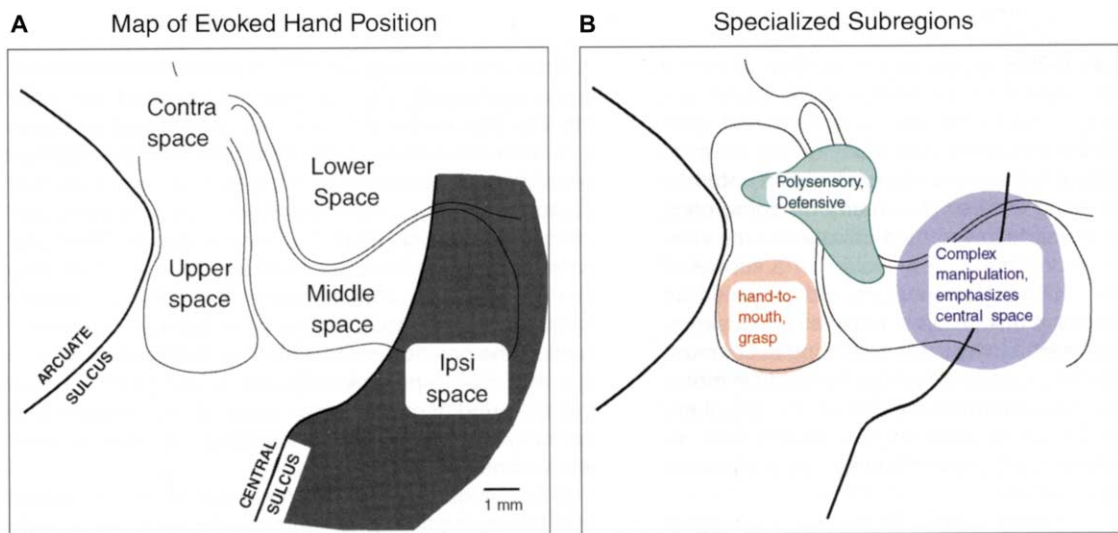 A
Map of Evoked Hand Position
Contra
space
Lower
Space
Upper
space
Middle
space
Ipsi
space
ARCUATE
SULCUS
CENTRAL
SULCUS
1 mm
B
Specialized Subregions
Polysensory,
Defensive
hand-to-
mouth,
grasp
Complex
manipulation,
emphasizes
central space